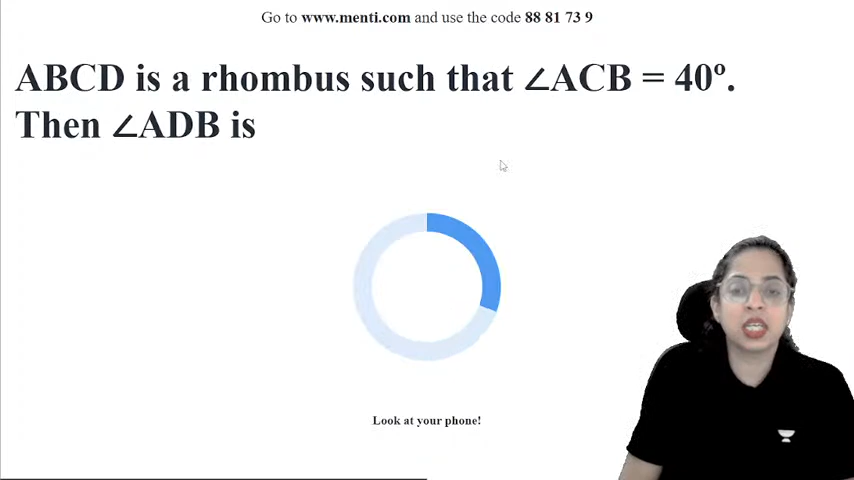 Go to www.menti.com and use the code 88 81 73 9
ABCD is a rhombus such that ∠ACB = 40º.
Then ∠ADB is
Look at your phone!